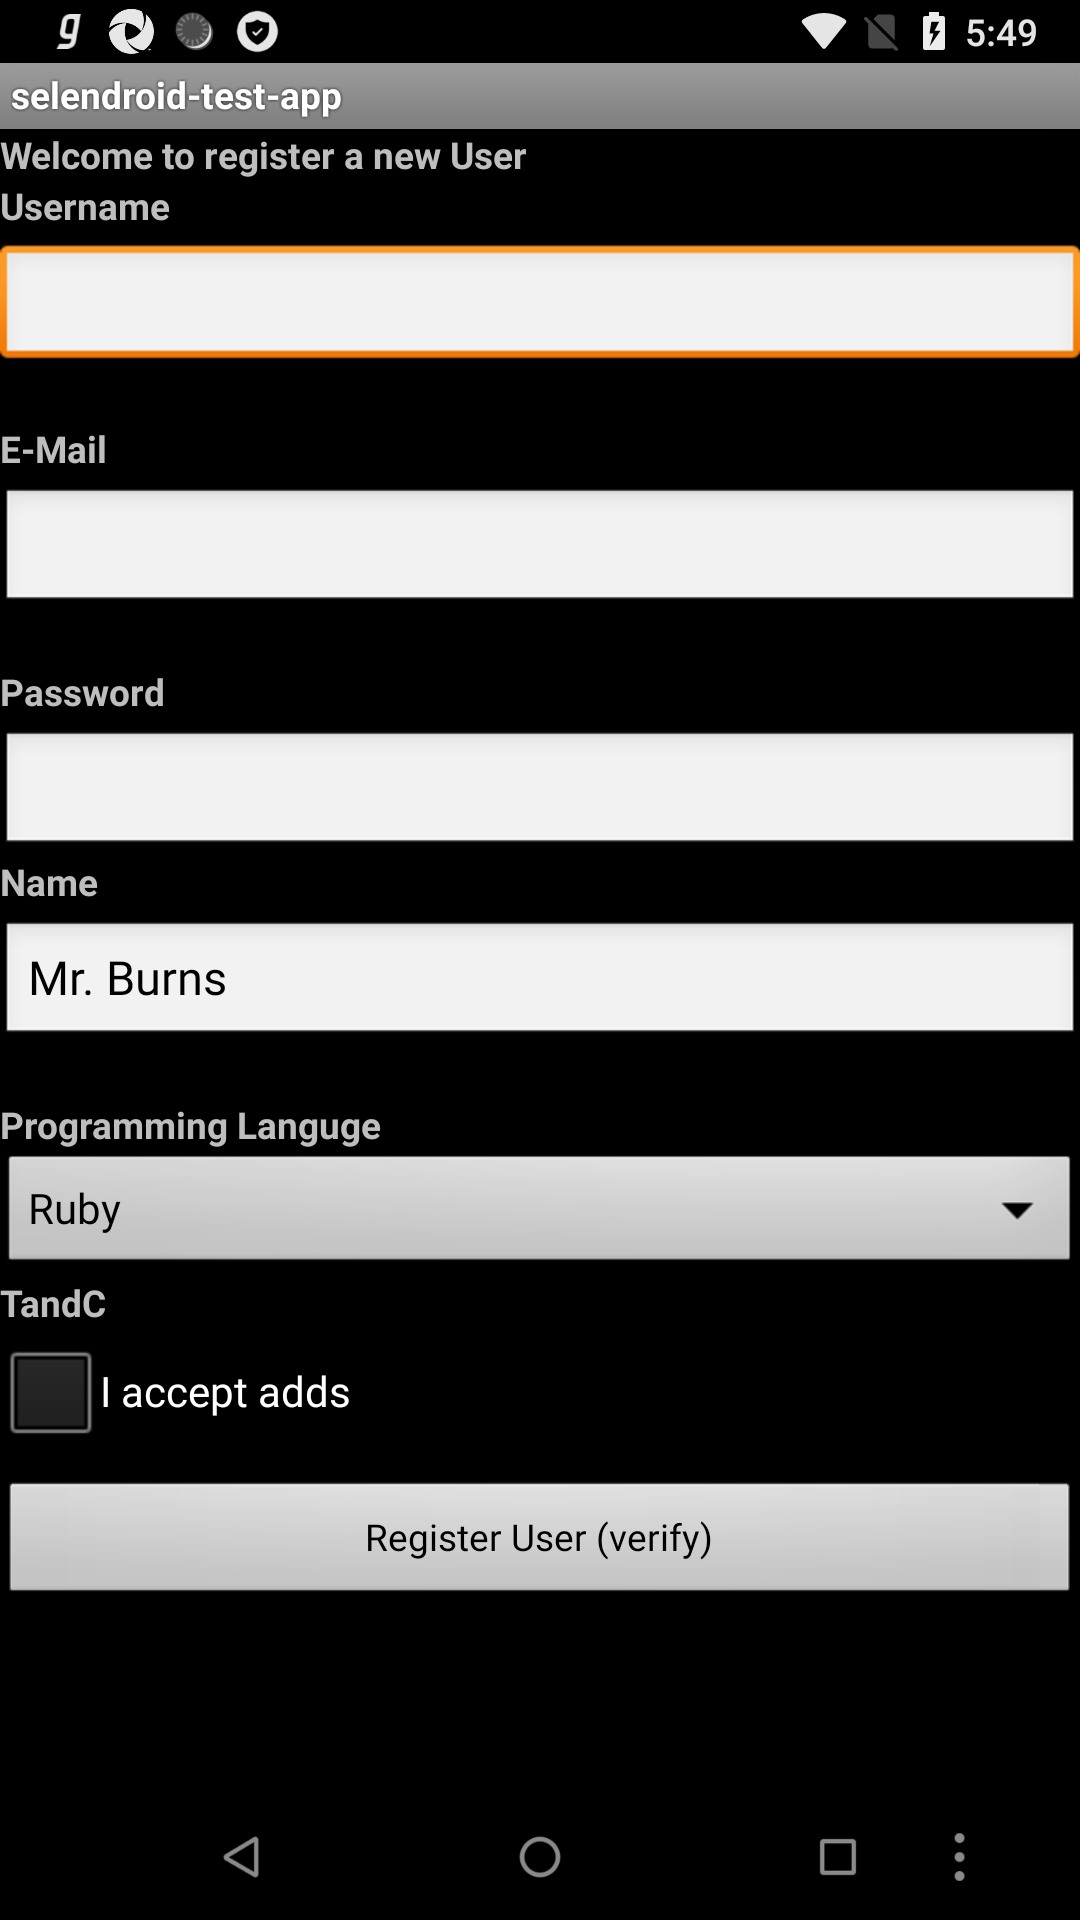 5:49
selendroid-test-app
Welcome to register a new User
Username
E-Mail
Password
Name
Mr. Burns
Programming Languge
Ruby
TandC
I accept adds
Register User (verify)